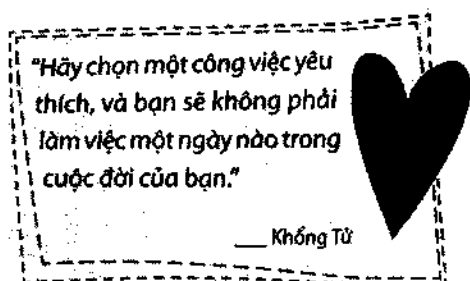 "Hãy chọn một công việc yêu
thích, và bạn sẽ không phải
làm việc một ngày nào trong
cuộc đời của bạn."
___ Khổng Tử